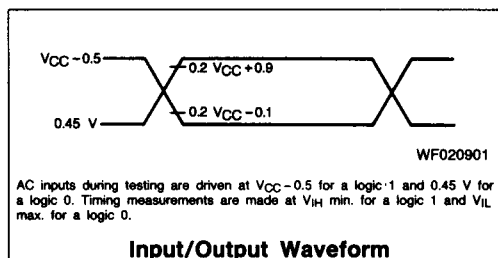 VCC−0.5
0.2 VCC+0.9
0.2 VCC−0.1
0.45 V
WF020901
AC inputs during testing are driven at VCC−0.5 for a logic 1 and 0.45 V for
a logic 0. Timing measurements are made at VIH min. for a logic 1 and VIL
max. for a logic 0.
Input/Output Waveform